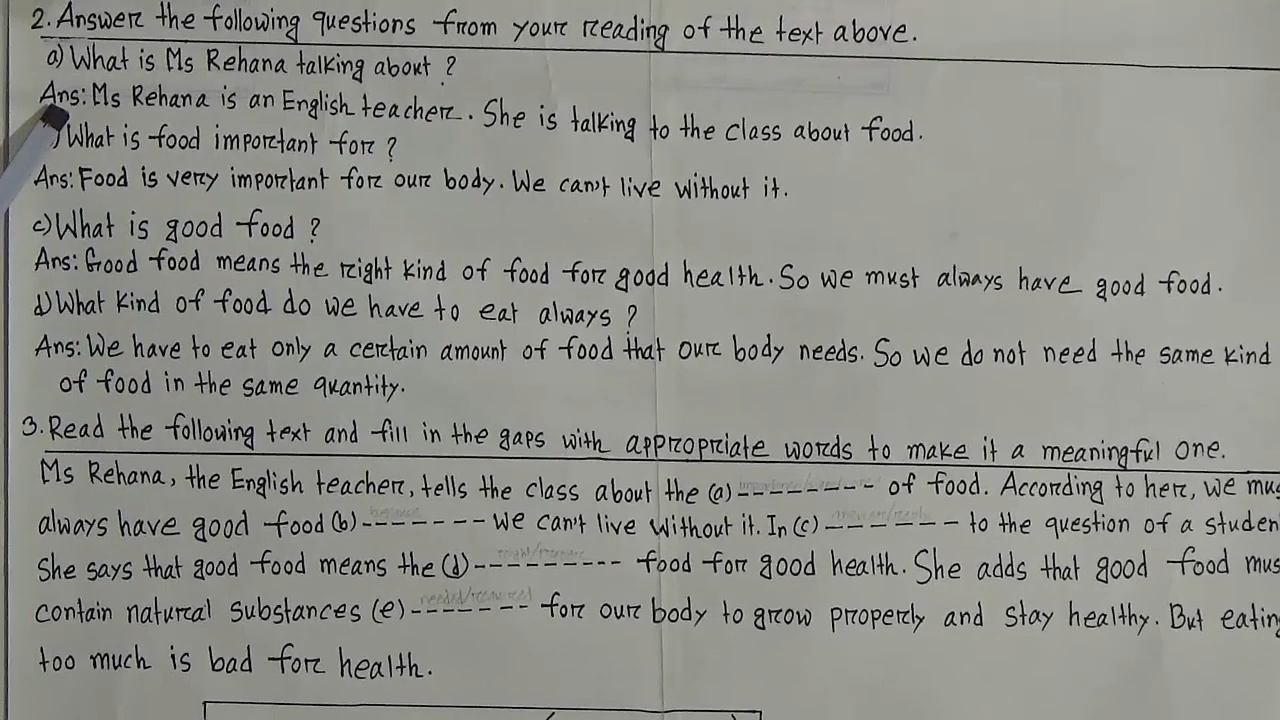 2. Answer the following questions from your reading of the text above.
a) What is Ms Rehana talking about ?
Ans: Ms Rehana is an English teacher. She is talking to the class about food.
) What is food important for ?
Ans: Food is very important for our body. We can't live without it.
c) What is good food ?
Ans: Good food means the right kind of food for good health. So we must always have good food.
d) What kind of food do we have to eat always ?
Ans: We have to eat only a certain amount of food that our body needs. So we do not need the same kind
of food in the same quantity.
3. Read the following text and fill in the gaps with appropriate words to make it a meaningful one.
Ms Rehana, the English teacher, tells the class about the (a) -------- of food. According to her, we mus
always have good food (b) because ------- we can't live without it. In (c) answer/reply ------- to the question of a studen
She says that good food means the (d) --------- food for good health. She adds that good food mus
contain natural substances (e) needed/required ------- for our body to grow properly and stay healthy. But eating
too much is bad for health.